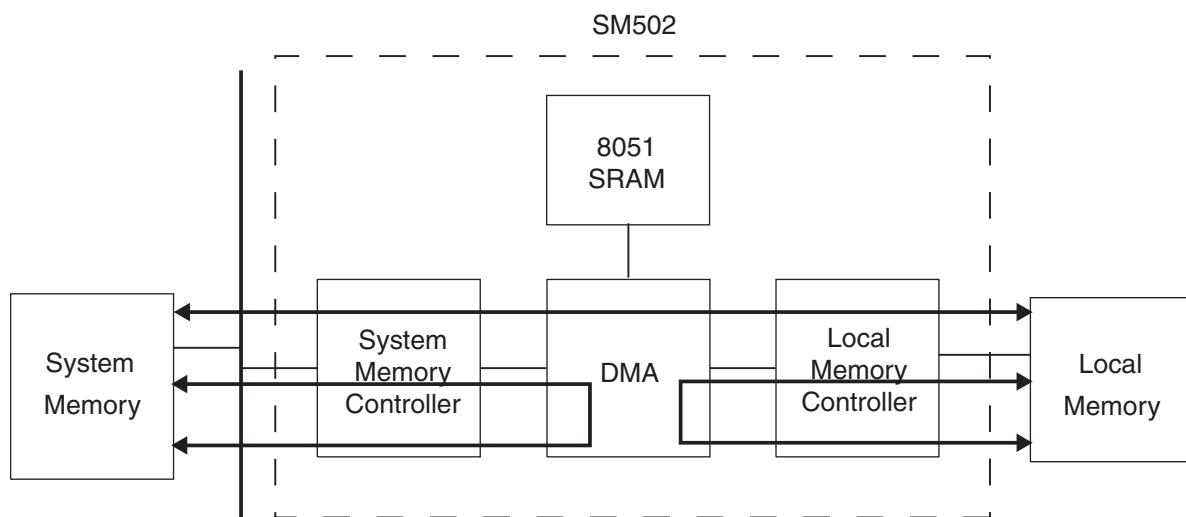 SM502
8051
SRAM
System
Memory
System
Memory
Controller
DMA
Local
Memory
Controller
Local
Memory